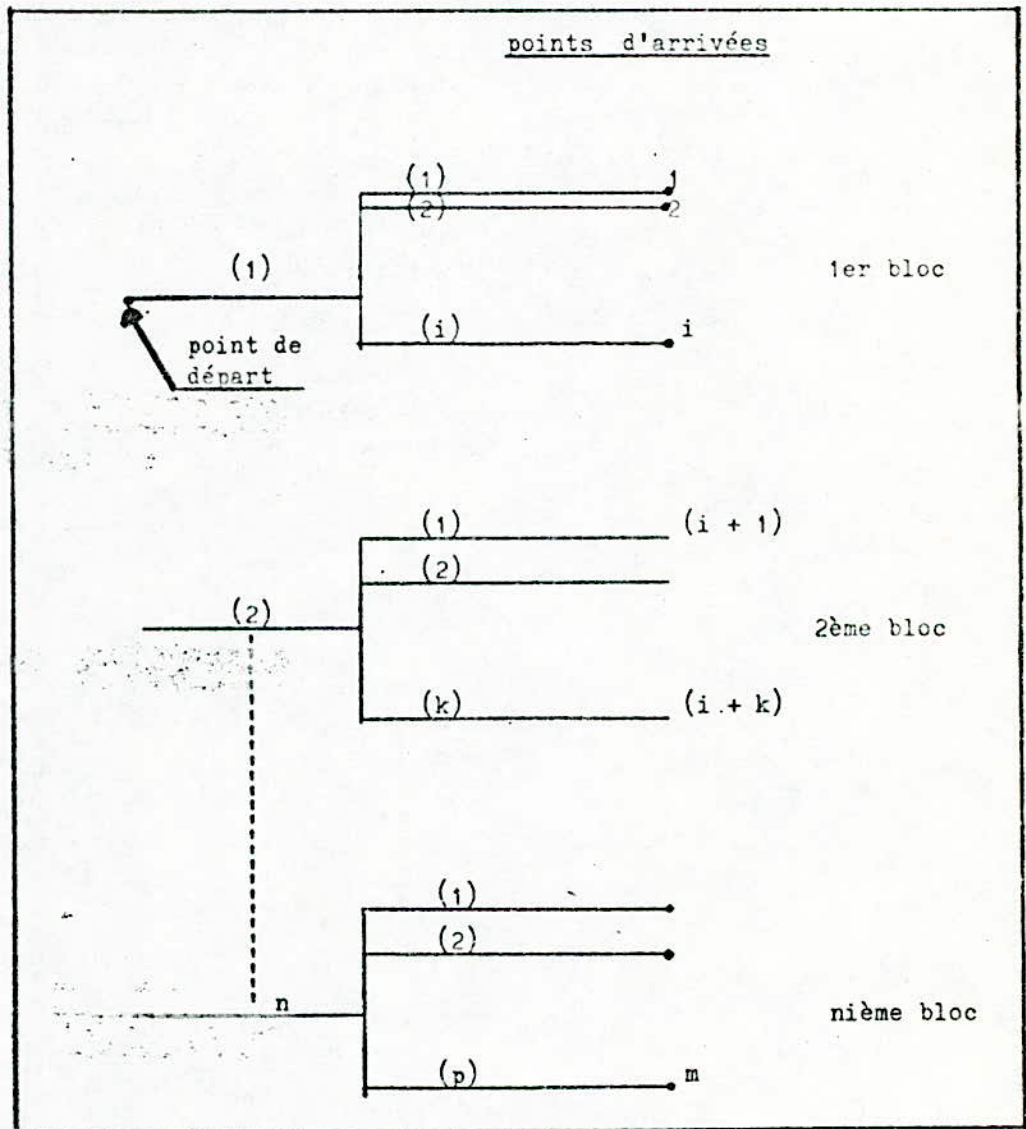 points d'arrivées
(1) 1
(2) 2
(1) 1er bloc
(i) i
point de
départ
(1) (i + 1)
(2)
(2) 2ème bloc
(k) (i + k)
(1)
(2)
n nième bloc
(p) m